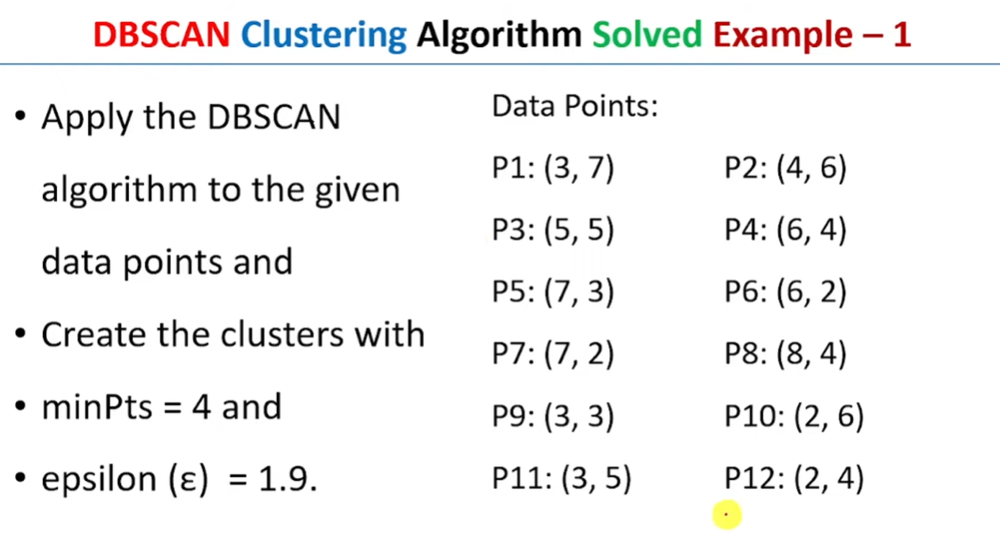 DBSCAN Clustering Algorithm Solved Example – 1
• Apply the DBSCAN
algorithm to the given
data points and
• Create the clusters with
• minPts = 4 and
• epsilon (ε) = 1.9.
Data Points:
P1: (3, 7) P2: (4, 6)
P3: (5, 5) P4: (6, 4)
P5: (7, 3) P6: (6, 2)
P7: (7, 2) P8: (8, 4)
P9: (3, 3) P10: (2, 6)
P11: (3, 5) P12: (2, 4)